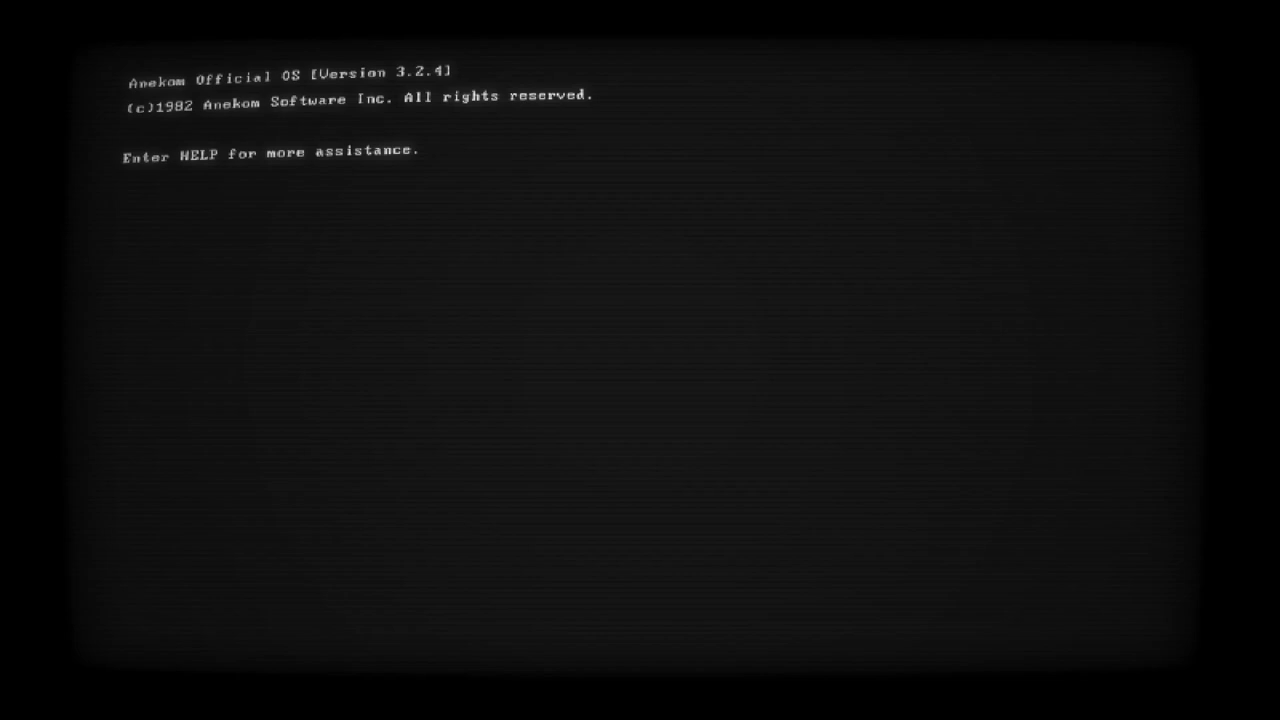 Anekom Official OS [Version 3.2.4]
(c)1982 Anekom Software Inc. All rights reserved.
Enter HELP for more assistance.